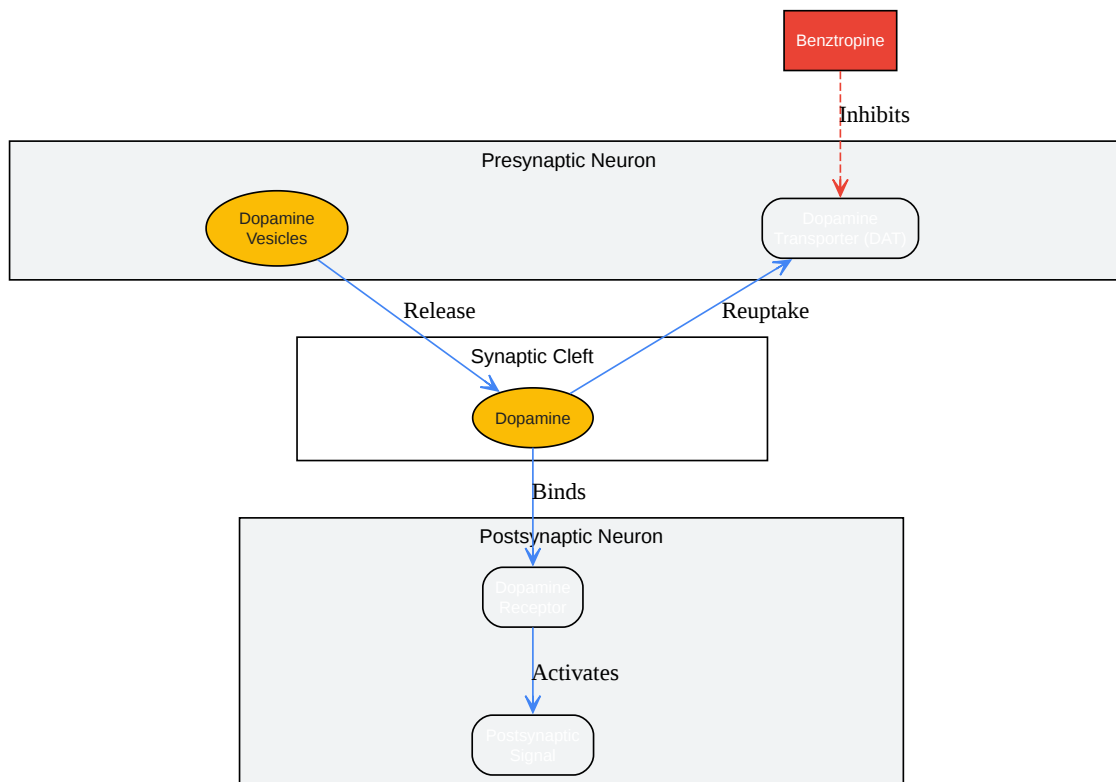 Benztropine
Inhibits
Presynaptic Neuron
Dopamine
Vesicles
Dopamine
Transporter (DAT)
Release
Reuptake
Synaptic Cleft
Dopamine
Binds
Postsynaptic Neuron
Dopamine
Receptor
Activates
Postsynaptic
Signal